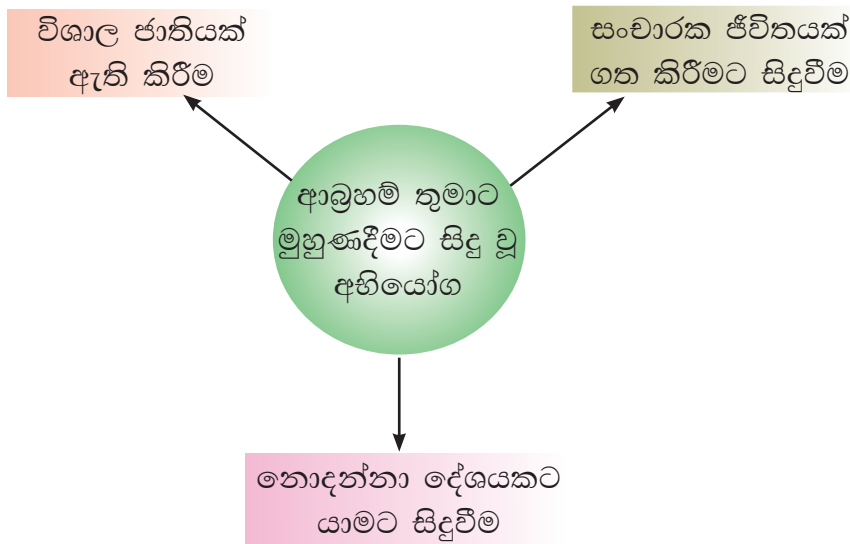 විශාල ජාතියක්
ඇති කිරීම
සංචාරක ජීවිතයක්
ගත කිරීමට සිදුවීම
ආබ්‍රහම් තුමාට
මුහුණදීමට සිදු වූ
අභියෝග
නොදන්නා දේශයකට
යාමට සිදුවීම